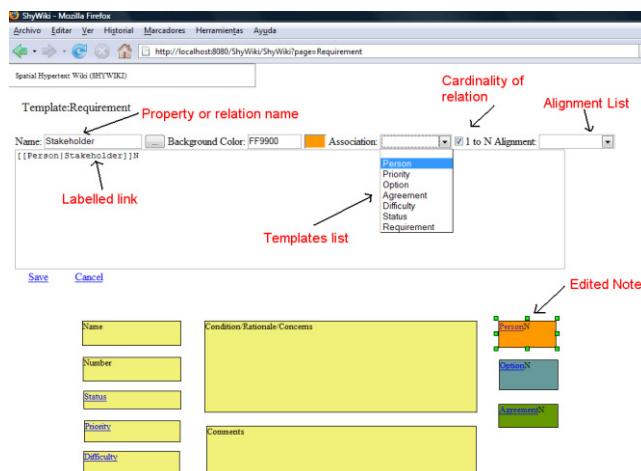 ShyWiki - Mozilla Firefox
Archivo Editar Ver Historial Marcadores Herramientas Ayuda
http://localhost:8080/ShyWiki/ShyWiki?page=Requirement
Spatial Hypertext Wiki (SHYWIKI)
Cardinality of
relation
Alignment List
Template:Requirement
Property or relation name
Name: Stakeholder ... Background Color: FF9900 Association: 1 to N Alignment:
[[Person|Stakeholder]]N
Labelled link
Person
Priority
Option
Agreement
Difficulty
Status
Requirement
Templates list
Save Cancel
Edited Note
Name
Condition/Rationale/Concerns
PersonN
Number
OptionN
Status
AgreementN
Priority
Comments
Difficulty